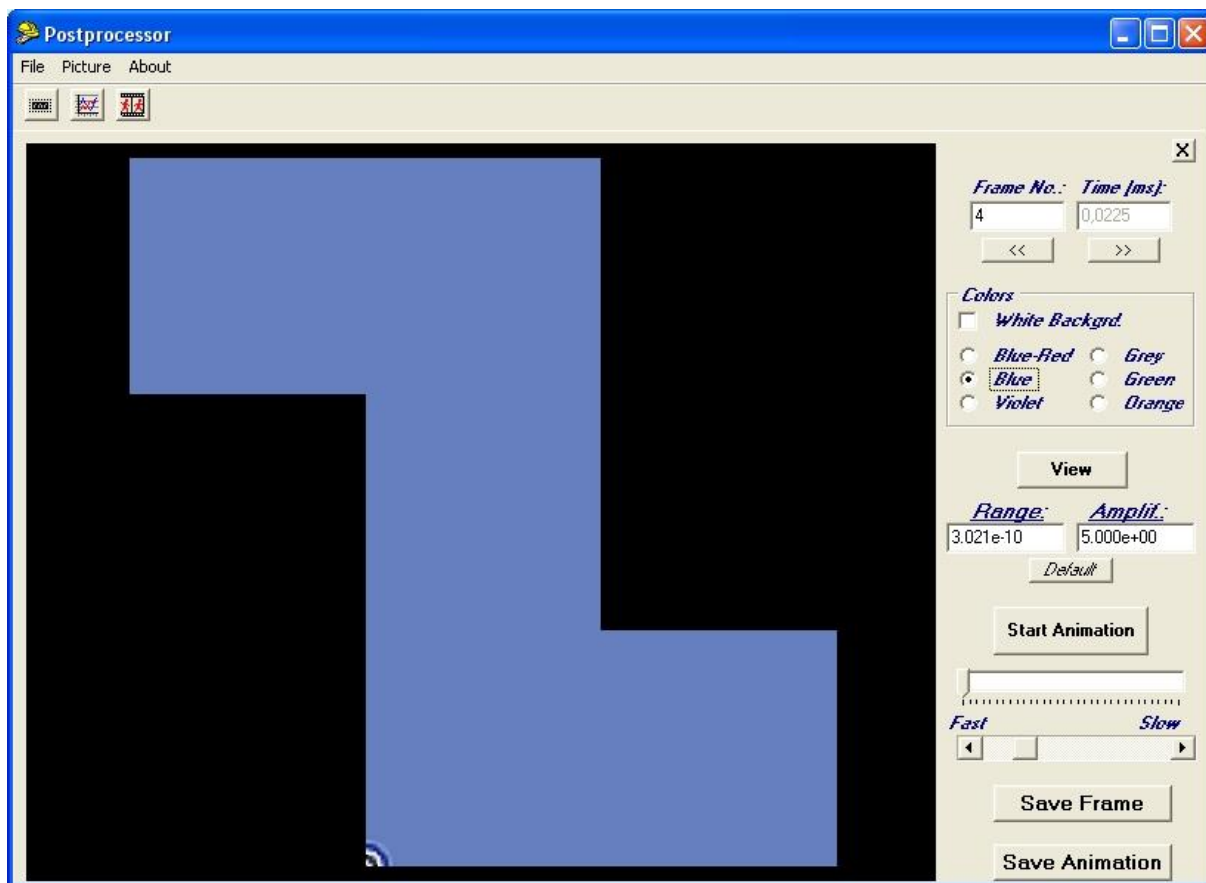 Postprocessor
File Picture About
Frame No.: Time [ms]:
4 0,0225
<< >>
Colors
White Backgrd.
Blue-Red Grey
Blue Green
Violet Orange
View
Range: Amplif.:
3.021e-10 5.000e+00
Default
Start Animation
Fast Slow
Save Frame
Save Animation